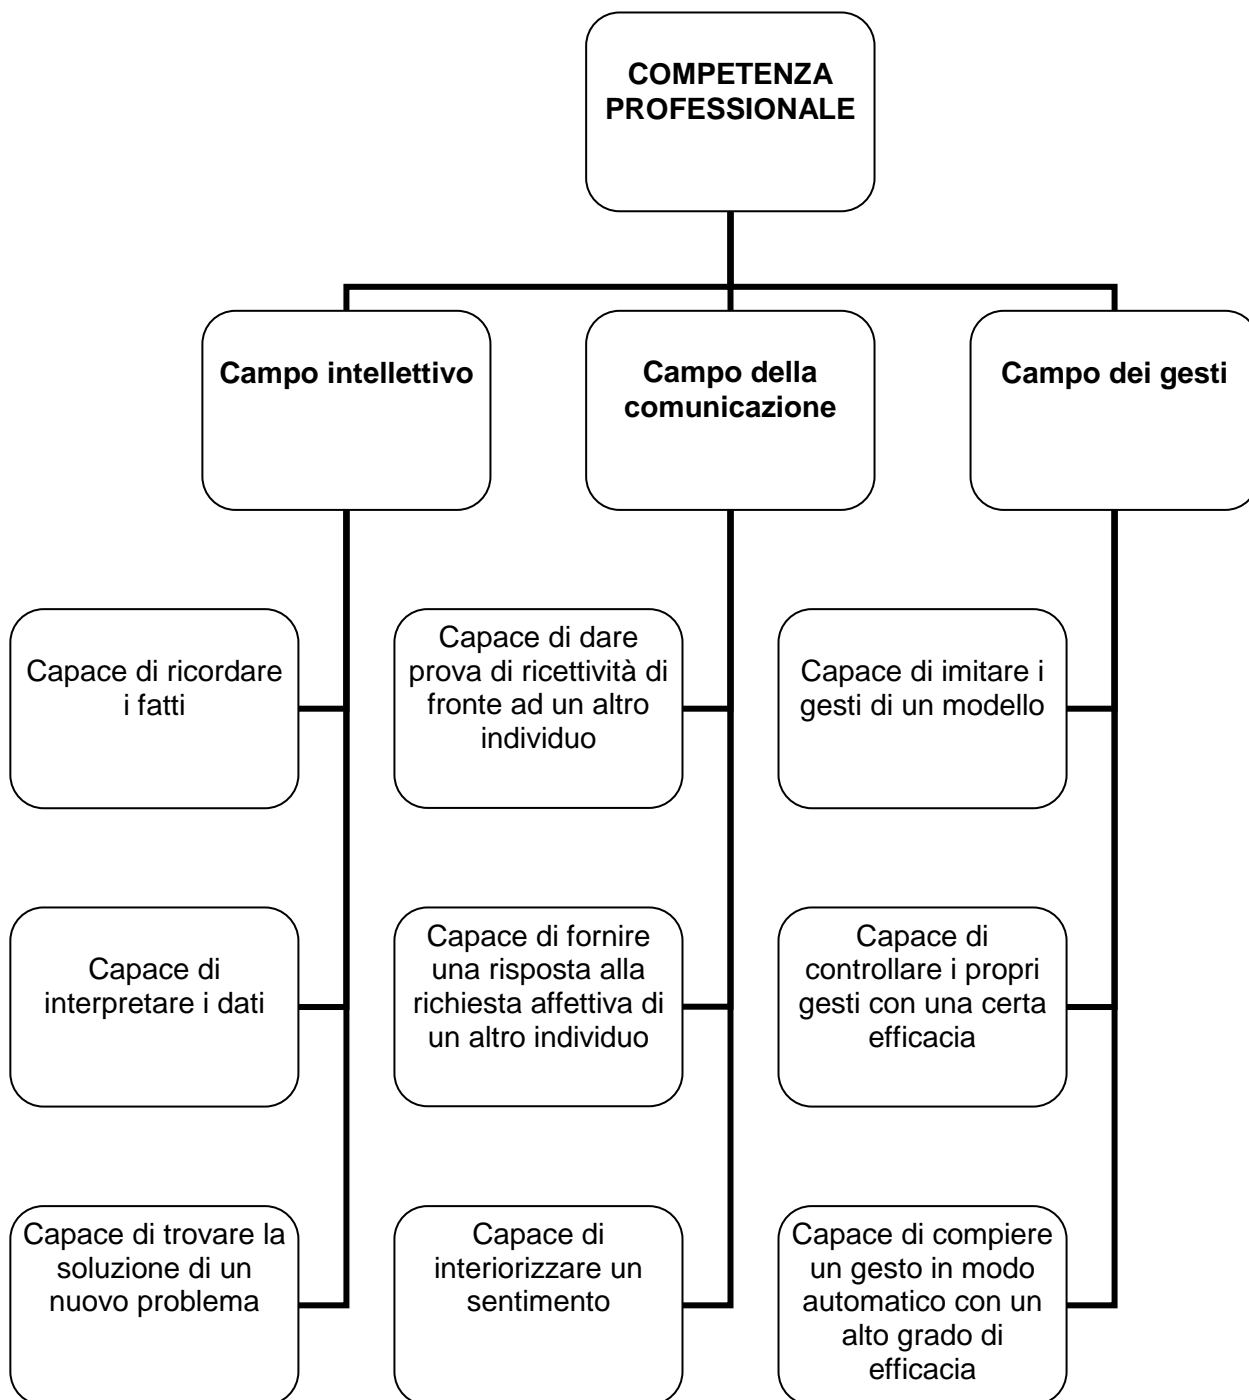 COMPETENZA
PROFESSIONALE
Campo intellettivo
Campo della
comunicazione
Campo dei gesti
Capace di ricordare
i fatti
Capace di dare
prova di ricettività di
fronte ad un altro
individuo
Capace di imitare i
gesti di un modello
Capace di
interpretare i dati
Capace di fornire
una risposta alla
richiesta affettiva di
un altro individuo
Capace di
controllare i propri
gesti con una certa
efficacia
Capace di trovare la
soluzione di un
nuovo problema
Capace di
interiorizzare un
sentimento
Capace di compiere
un gesto in modo
automatico con un
alto grado di
efficacia